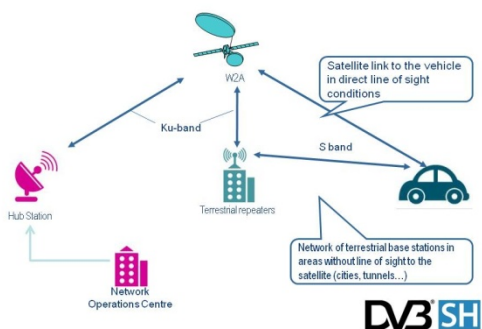 W2A
Satellite link to the vehicle
in direct line of sight
conditions
Ku-band
S band
Hub Station
Terrestrial repeaters
Network of terrestrial base stations in
areas without line of sight to the
satellite (cities, tunnels...)
Network
Operations Centre
DVB SH